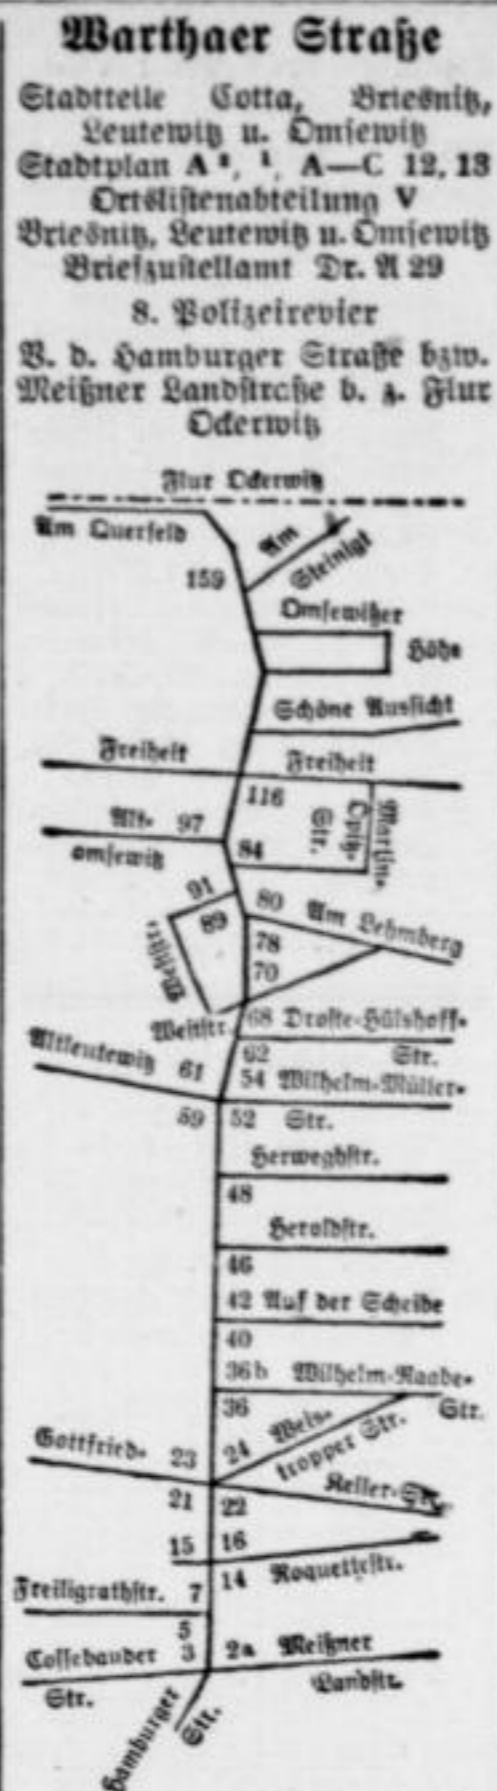 Warthaer Straße
Stadtteile Cotta, Briesnitz,
Leutewitz u. Omsewitz
Stadtplan A ², ¹, A—C 12, 13
Ortslistenabteilung V
Briesnitz, Leutewitz u. Omsewitz
Briefzustellamt Dr. A 29
8. Polizeirevier
V. d. Hamburger Straße bzw.
Meißner Landstraße b. z. Flur
Ockerwitz
Flur Ockerwitz
Am Querfeld
Am
Steinigt
159
Omsewitzer
Höhe
Schöne Aussicht
Freiheit
Freiheit
116
Martin-
Opitz-
Str.
Alt- 97
omsewitz
84
91
89
80 Am Lehmberg
78
70
Weststr.
68 Droste-Hülshoff-
Str.
62
Altleutewitz 61
54 Wilhelm-Müller-
59
52 Str.
Herweghstr.
48
Heroldstr.
46
42 Auf der Scheibe
40
36b Wilhelm-Raabe-
Str.
36
Gottfried- 23
24 Weis-
tropper Str.
Keller-Str.
21
22
15
16
14 Roquettestr.
Freiligrathstr. 7
5
Cossebauder 3
Str.
2a Meißner
Landstr.
Hamburger
Str.